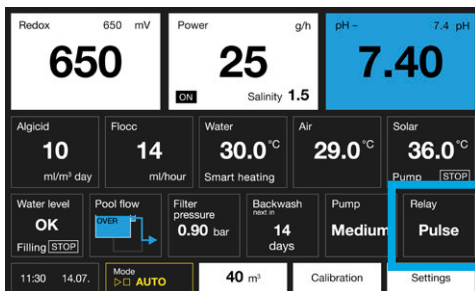 Redox 650 mV
650
Power g/h
25
ON Salinity 1.5
pH – 7.4 pH
7.40
Algicid
10
ml/m³ day
Flocc
14
ml/hour
Water
30.0°C
Smart heating
Air
29.0°C
Solar
36.0°C
Pump STOP
Water level
OK
Filling STOP
Pool flow
OVER
Filter
pressure
0.90 bar
Backwash
next in
14
days
Pump
Medium
Relay
Pulse
11:30 14.07.
Mode
AUTO
40 m³
Calibration
Settings